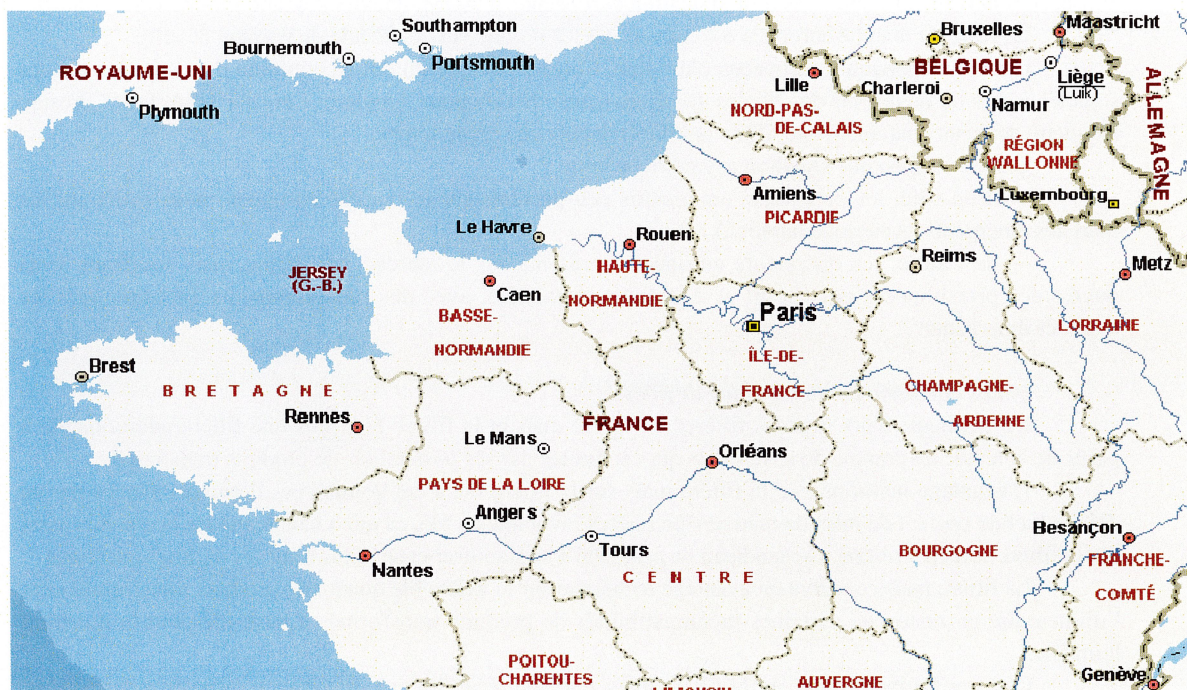 Southampton
Bournemouth
Portsmouth
ROYAUME-UNI
Plymouth
Bruxelles
Maastricht
BELGIQUE
Lille
Charleroi
Liège
(Luik)
Namur
ALLEMAGNE
NORD-PAS-
DE-CALAIS
RÉGION
WALLONNE
Amiens
Luxembourg
PICARDIE
Le Havre
Rouen
Reims
Metz
JERSEY
(G.-B.)
Caen
HAUTE-
NORMANDIE
Paris
BASSE-
NORMANDIE
LORRAINE
ÎLE-DE-
FRANCE
Brest
BRETAGNE
CHAMPAGNE-
ARDENNE
Rennes
FRANCE
Le Mans
Orléans
PAYS DE LA LOIRE
Angers
Besançon
Tours
BOURGOGNE
Nantes
CENTRE
FRANCHE-
COMTÉ
POITOU-
CHARENTES
Genève
AUVERGNE